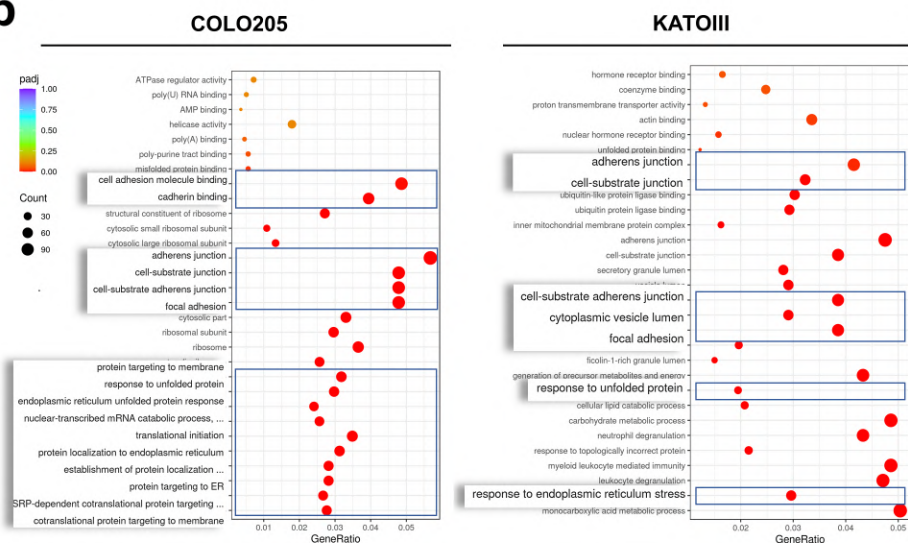 b
COLO205
KATOIII
padj
1.00
0.75
0.50
0.25
0.00
Count
30
60
90
ATPase regulator activity
poly(U) RNA binding
AMP binding
helicase activity
poly(A) binding
poly-purine tract binding
misfolded protein binding
cell adhesion molecule binding
cadherin binding
structural constituent of ribosome
cytosolic small ribosomal subunit
cytosolic large ribosomal subunit
adherens junction
cell-substrate junction
cell-substrate adherens junction
focal adhesion
cytosolic part
ribosomal subunit
ribosome
protein targeting to membrane
response to unfolded protein
endoplasmic reticulum unfolded protein response
nuclear-transcribed mRNA catabolic process, ...
translational initiation
protein localization to endoplasmic reticulum
establishment of protein localization ...
protein targeting to ER
SRP-dependent cotranslational protein targeting ...
cotranslational protein targeting to membrane
0.01 0.02 0.03 0.04 0.05
GeneRatio
hormone receptor binding
coenzyme binding
proton transmembrane transporter activity
actin binding
nuclear hormone receptor binding
unfolded protein binding
adherens junction
cell-substrate junction
ubiquitin-like protein ligase binding
ubiquitin protein ligase binding
inner mitochondrial membrane protein complex
adherens junction
cell-substrate junction
secretory granule lumen
vesicle lumen
cell-substrate adherens junction
cytoplasmic vesicle lumen
focal adhesion
ficolin-1-rich granule lumen
generation of precursor metabolites and energy
response to unfolded protein
cellular lipid catabolic process
carbohydrate metabolic process
neutrophil degranulation
response to topologically incorrect protein
myeloid leukocyte mediated immunity
leukocyte degranulation
response to endoplasmic reticulum stress
monocarboxylic acid metabolic process
0.02 0.03 0.04 0.05
GeneRatio